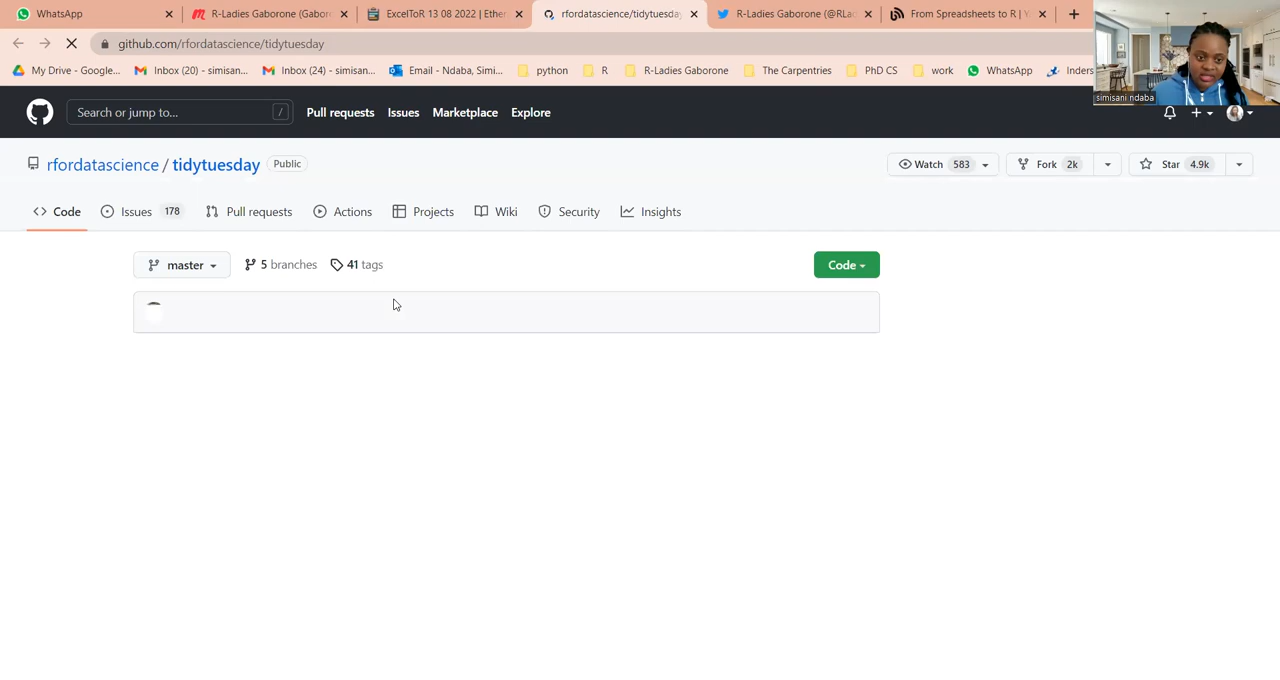 WhatsApp
R-Ladies Gaborone (Gabor
ExcelToR 13 08 2022 | Ether
rfordatascience/tidytuesda
R-Ladies Gaborone (@RLa
From Spreadsheets to R | Y
github.com/rfordatascience/tidytuesday
My Drive - Google...
Inbox (20) - simisan...
Inbox (24) - simisan...
Email - Ndaba, Simi...
python
R
R-Ladies Gaborone
The Carpentries
PhD CS
work
WhatsApp
Inders
simisani ndaba
Search or jump to...
/
Pull requests
Issues
Marketplace
Explore
rfordatascience / tidytuesday
Public
Watch 583
Fork 2k
Star 4.9k
Code
Issues 178
Pull requests
Actions
Projects
Wiki
Security
Insights
master
5 branches
41 tags
Code